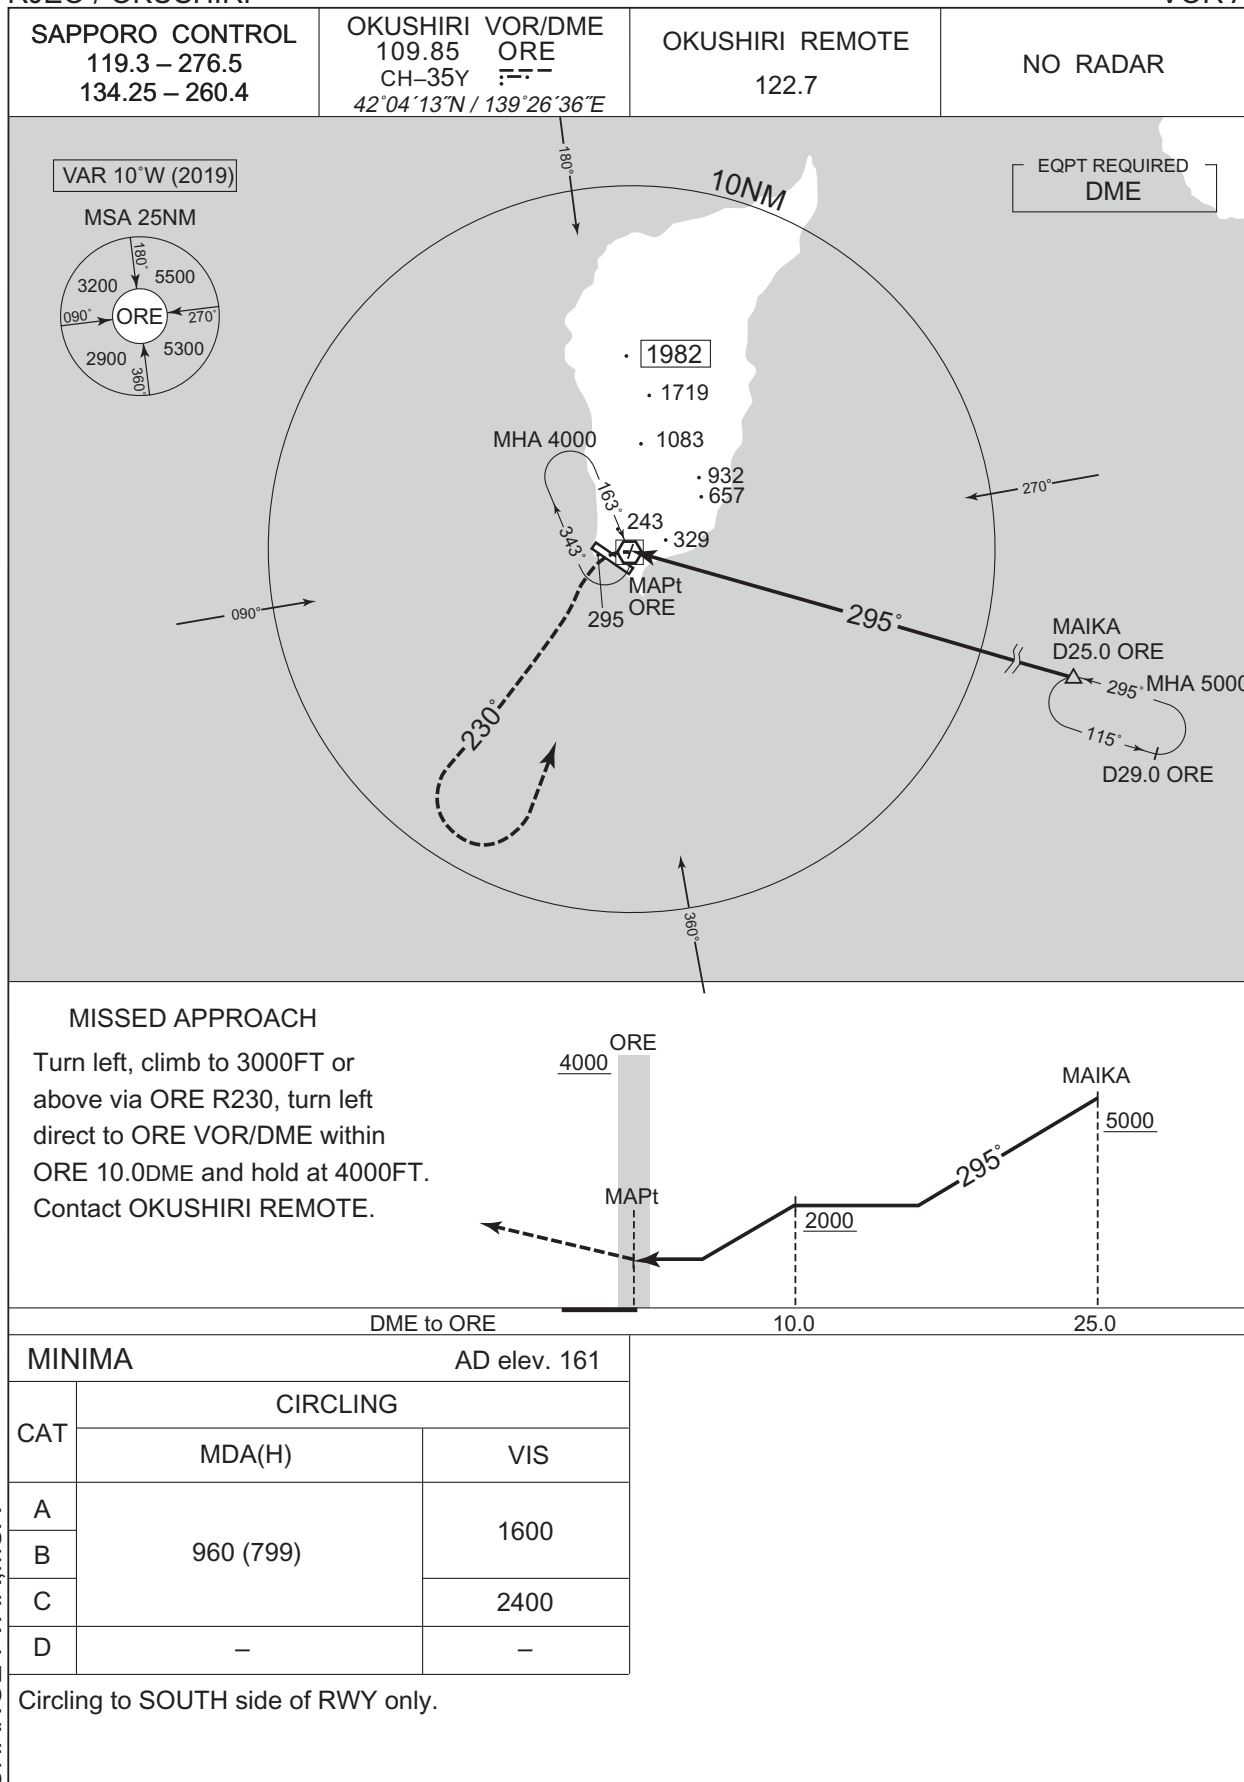 SAPPORO CONTROL
119.3 – 276.5
134.25 – 260.4
OKUSHIRI VOR/DME
109.85 ORE
CH–35Y
42°04′13″N / 139°26′36″E
OKUSHIRI REMOTE
122.7
NO RADAR
VAR 10°W (2019)
MSA 25NM
180°
3200
5500
090°
ORE
270°
2900
5300
360°
180°
10NM
EQPT REQUIRED
DME
1982
1719
MHA 4000
1083
932
657
163°
243
329
343°
270°
090°
MAPt
ORE
295
295°
MAIKA
D25.0 ORE
295°
MHA 5000
115°
D29.0 ORE
230°
360°
MISSED APPROACH
Turn left, climb to 3000FT or
above via ORE R230, turn left
direct to ORE VOR/DME within
ORE 10.0DME and hold at 4000FT.
Contact OKUSHIRI REMOTE.
ORE
4000
MAIKA
5000
295°
MAPt
2000
DME to ORE
10.0
25.0
MINIMA
AD elev. 161
CAT
CIRCLING
MDA(H)
VIS
A
B
C
D
960 (799)
1600
2400
–
–
Circling to SOUTH side of RWY only.